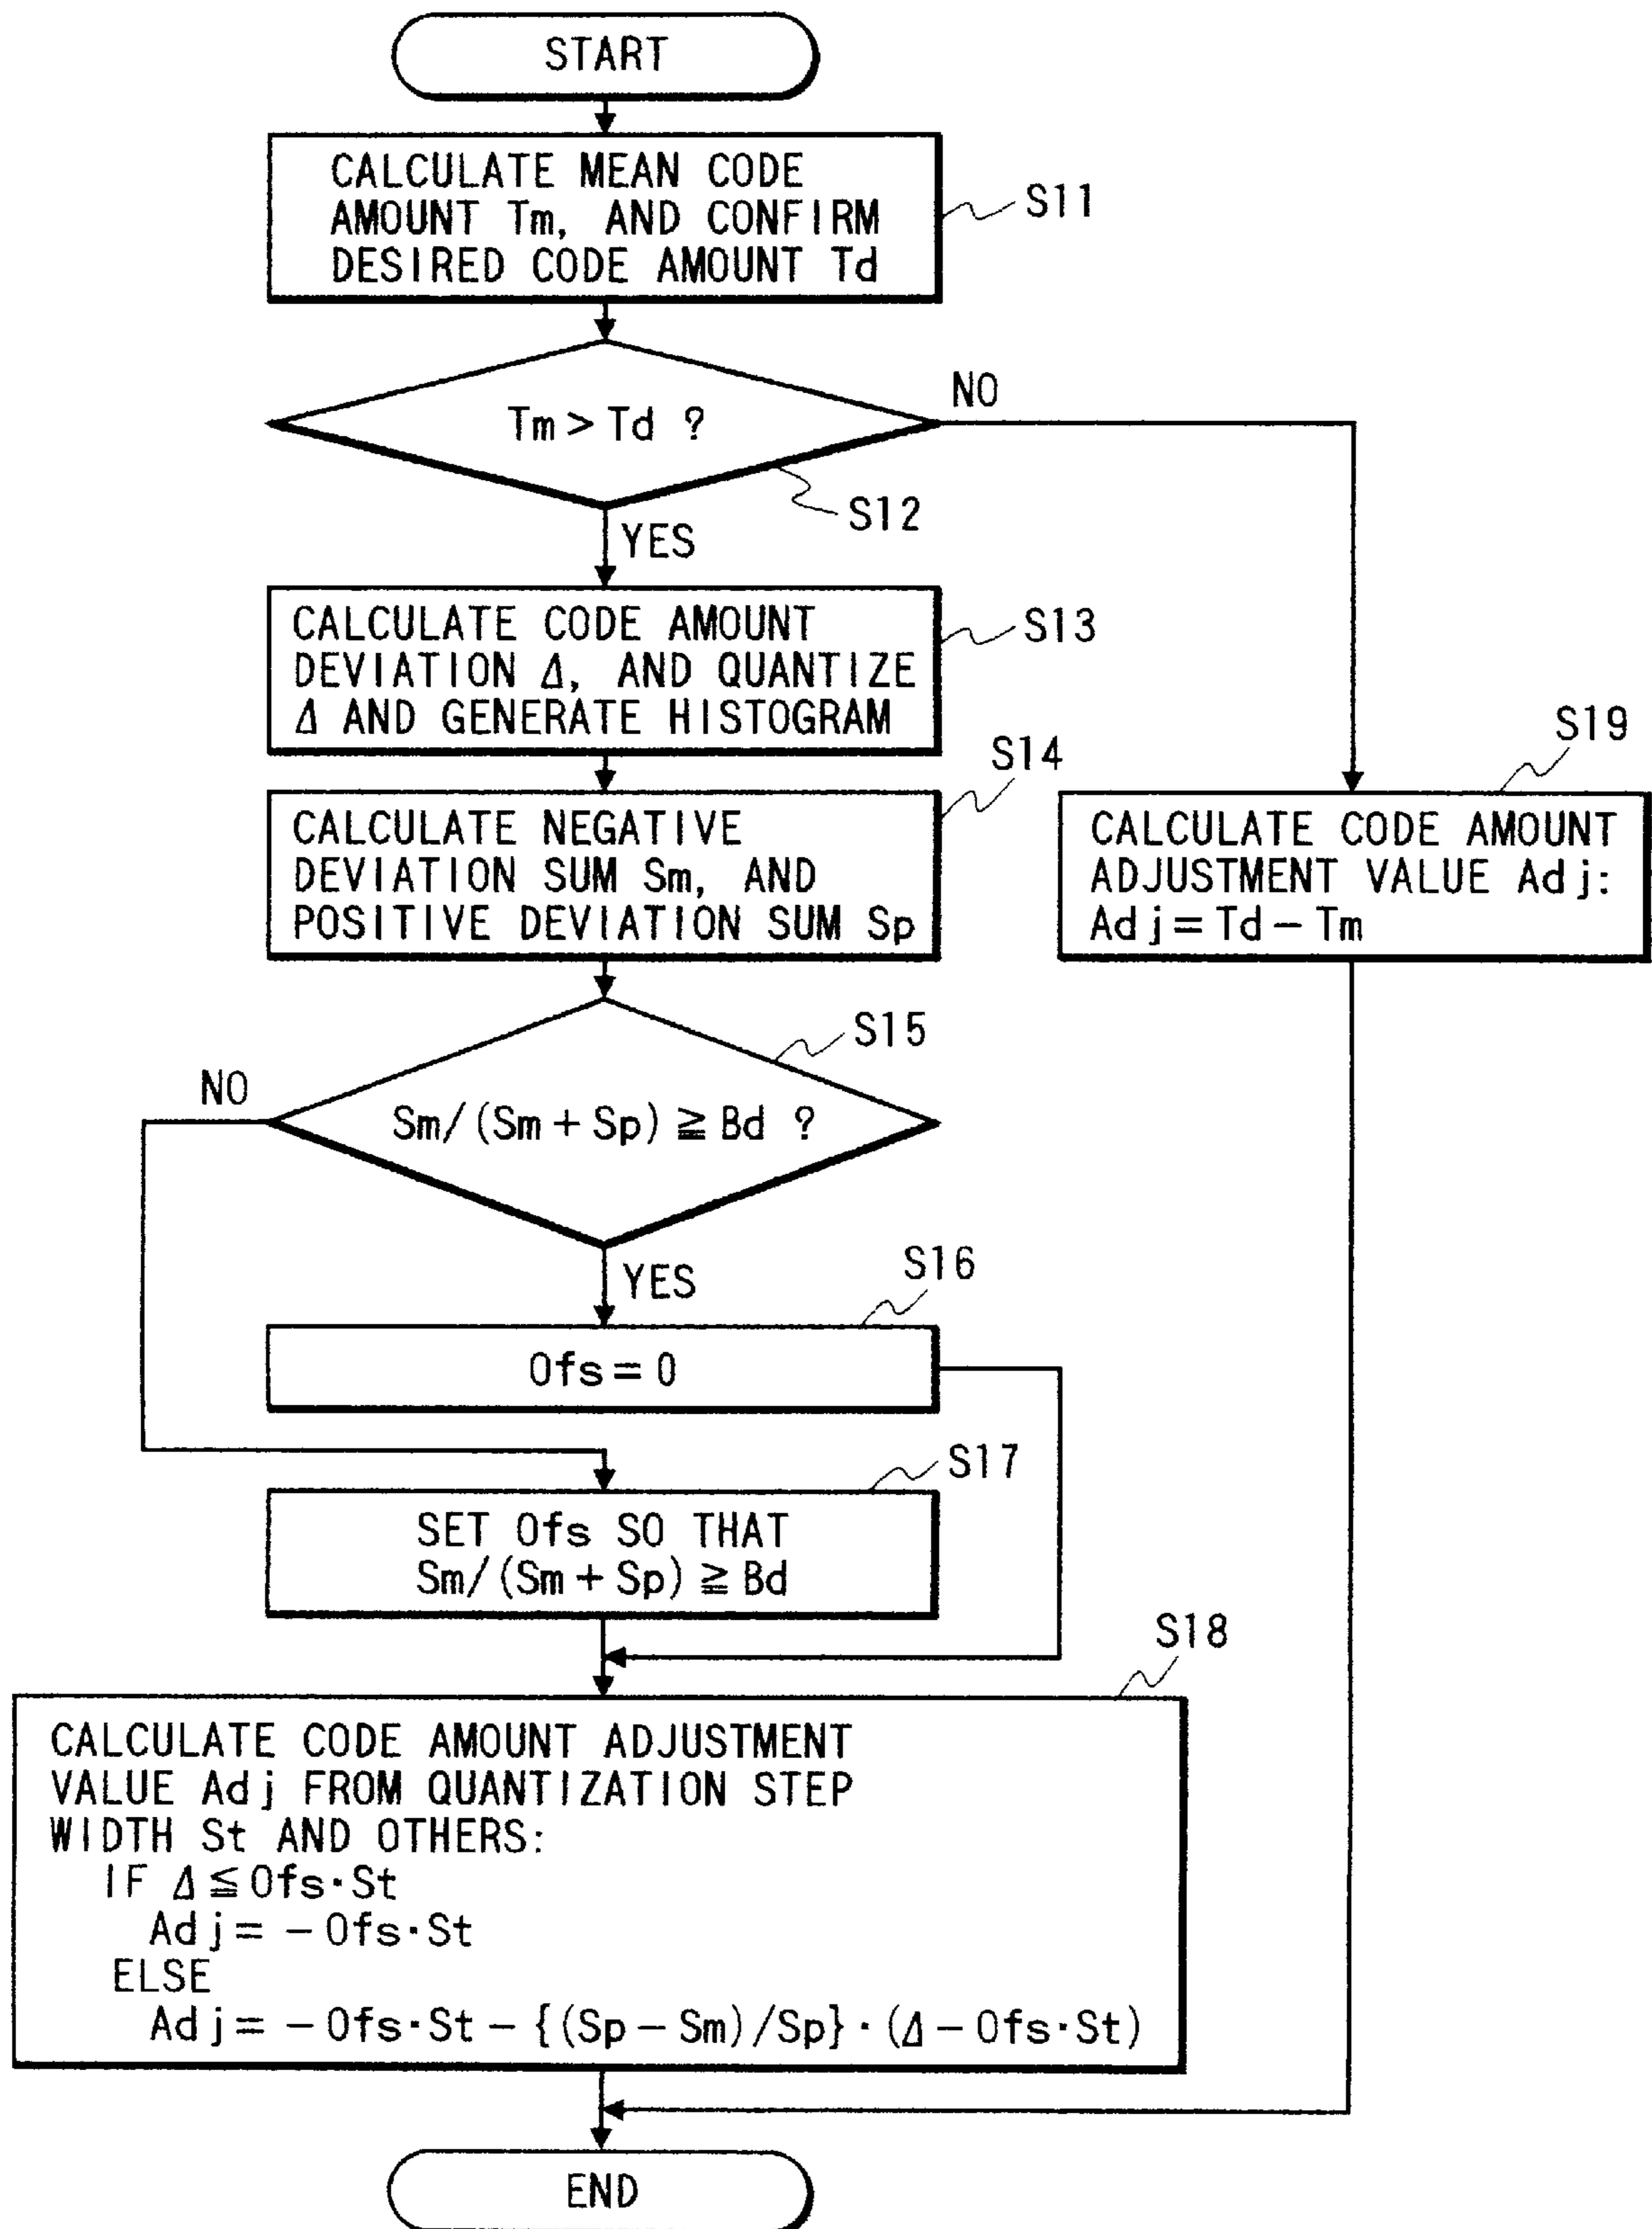 START
CALCULATE MEAN CODE
AMOUNT Tm, AND CONFIRM
DESIRED CODE AMOUNT Td
S11
Tm > Td ?
NO
S12
YES
CALCULATE CODE AMOUNT
DEVIATION Δ, AND QUANTIZE
Δ AND GENERATE HISTOGRAM
S13
S14
CALCULATE NEGATIVE
DEVIATION SUM Sm, AND
POSITIVE DEVIATION SUM Sp
S19
CALCULATE CODE AMOUNT
ADJUSTMENT VALUE Adj:
Adj = Td - Tm
S15
NO
Sm/(Sm + Sp) ≧ Bd ?
YES
S16
Ofs = 0
S17
SET Ofs SO THAT
Sm/(Sm + Sp) ≧ Bd
S18
CALCULATE CODE AMOUNT ADJUSTMENT
VALUE Adj FROM QUANTIZATION STEP
WIDTH St AND OTHERS:
IF Δ ≦ Ofs·St
Adj = - Ofs·St
ELSE
Adj = - Ofs·St - {(Sp - Sm)/Sp}·(Δ - Ofs·St)
END